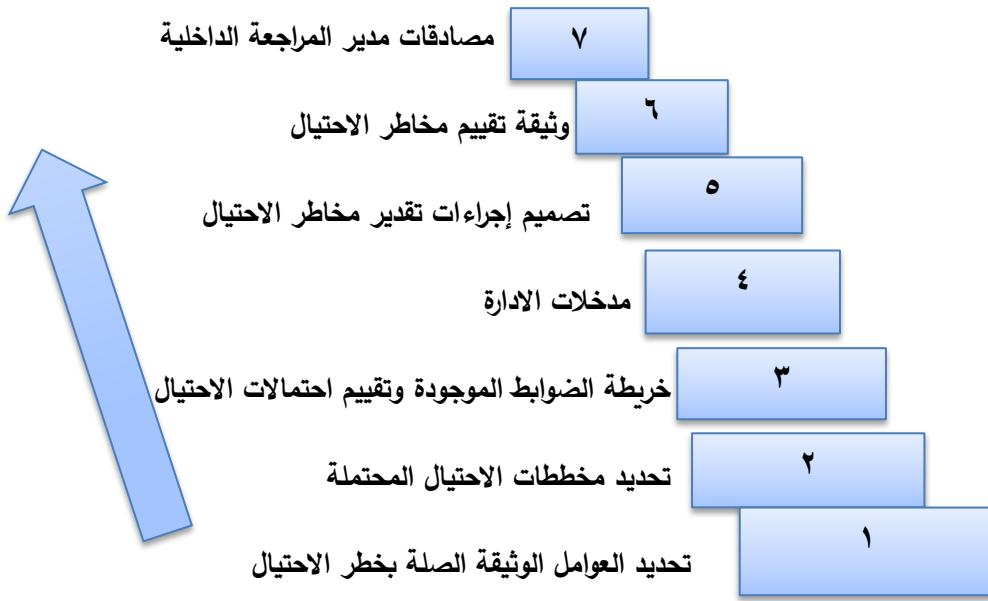 ٧ مصادقات مدير المراجعة الداخلية
٦ وثيقة تقييم مخاطر الاحتيال
٥ تصميم إجراءات تقدير مخاطر الاحتيال
٤ مدخلات الادارة
٣ خريطة الضوابط الموجودة وتقييم احتمالات الاحتيال
٢ تحديد مخططات الاحتيال المحتملة
١ تحديد العوامل الوثيقة الصلة بخطر الاحتيال